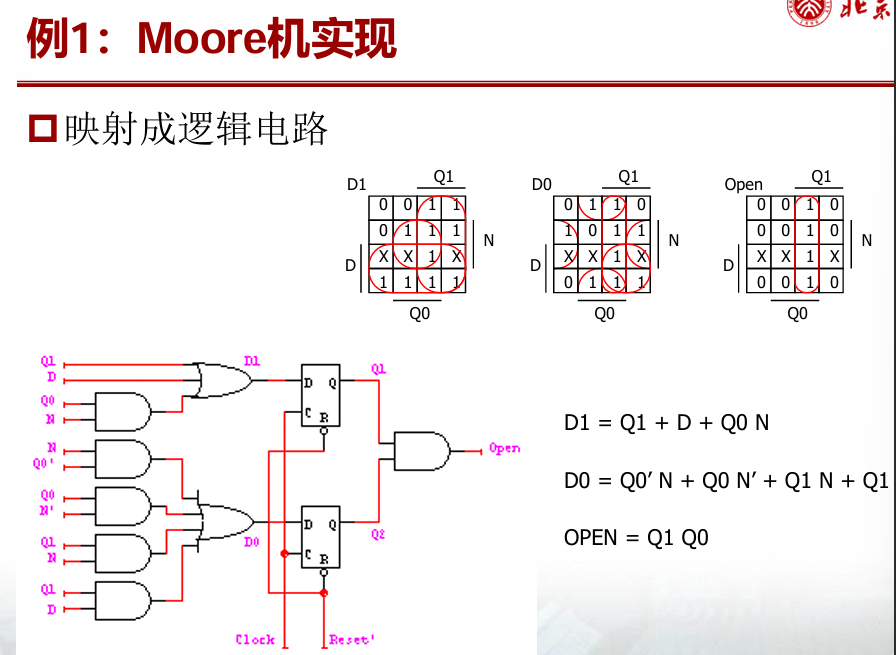 例1：Moore机实现
北京
映射成逻辑电路
D1 Q1
0 0 1 1
0 1 1 1
X X 1 X
1 1 1 1
D N Q0
D0 Q1
0 1 1 0
1 0 1 1
X X 1 X
0 1 1 1
D N Q0
Open Q1
0 0 1 0
0 0 1 0
X X 1 X
0 0 1 0
D N Q0
Q1
D
Q0
N
N
Q0'
Q0
N'
Q1
N
Q1
D
D1
D0
D Q
C
R
Q1
D Q
C
R
Q2
Open
Clock
Reset'
D1 = Q1 + D + Q0 N
D0 = Q0’ N + Q0 N’ + Q1 N + Q1
OPEN = Q1 Q0